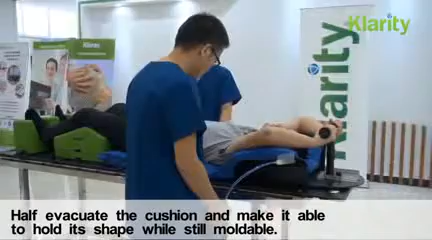 Klarity
Klarity
Half evacuate the cushion and make it able
to hold its shape while still moldable.